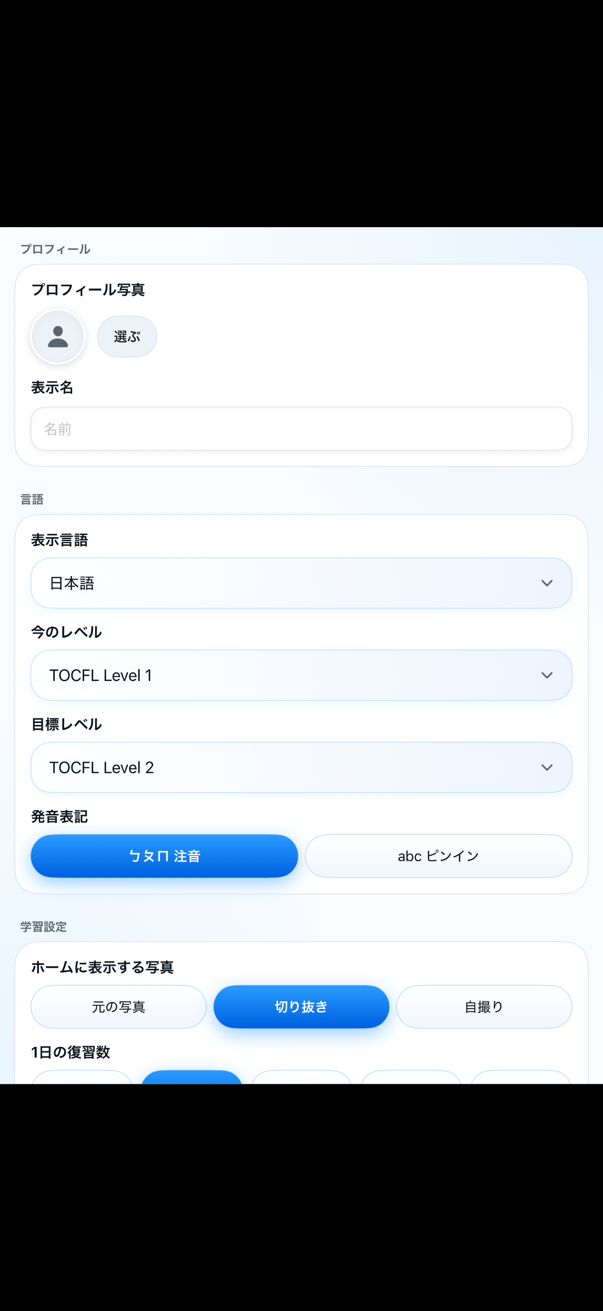 プロフィール
プロフィール写真
選ぶ
表示名
名前
言語
表示言語
日本語
今のレベル
TOCFL Level 1
目標レベル
TOCFL Level 2
発音表記
ㄅㄆㄇ 注音
abc ピンイン
学習設定
ホームに表示する写真
元の写真
切り抜き
自撮り
1日の復習数